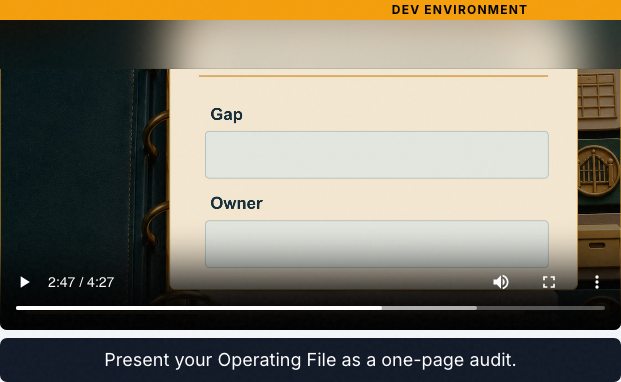 DEV ENVIRONMENT
Gap
Owner
2:47 / 4:27
Present your Operating File as a one-page audit.